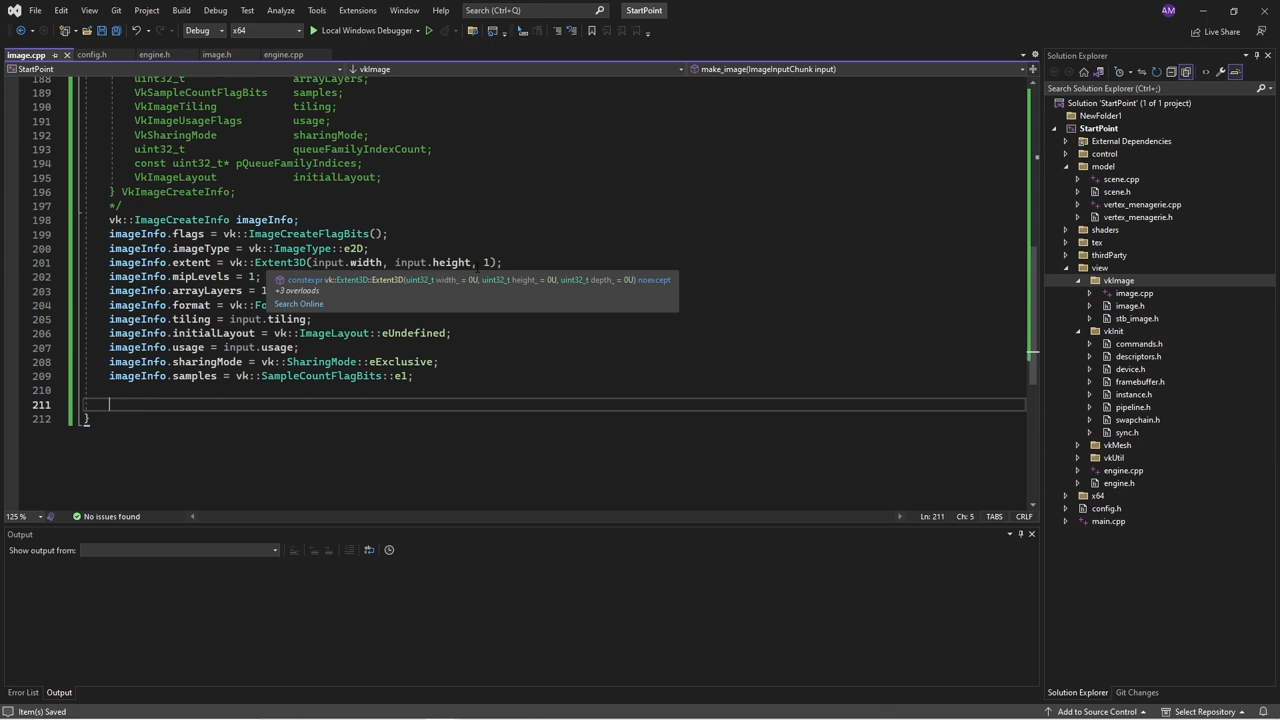 File Edit View Git Project Build Debug Test Analyze Tools Extensions Window Help Search (Ctrl+Q) StartPoint AM
Debug x64 Local Windows Debugger Live Share
image.cpp config.h engine.h image.h engine.cpp
StartPoint vkImage make_image(ImageInputChunk input)
188 uint32_t arrayLayers;
189 VkSampleCountFlagBits samples;
190 VkImageTiling tiling;
191 VkImageUsageFlags usage;
192 VkSharingMode sharingMode;
193 uint32_t queueFamilyIndexCount;
194 const uint32_t* pQueueFamilyIndices;
195 VkImageLayout initialLayout;
196 } VkImageCreateInfo;
197 */
198 vk::ImageCreateInfo imageInfo;
199 imageInfo.flags = vk::ImageCreateFlagBits();
200 imageInfo.imageType = vk::ImageType::e2D;
201 imageInfo.extent = vk::Extent3D(input.width, input.height, 1);
202 imageInfo.mipLevels = 1;
constexpr vk::Extent3D::Extent3D(uint32_t width_ = 0U, uint32_t height_ = 0U, uint32_t depth_ = 0U) noexcept
+3 overloads
Search Online
203 imageInfo.arrayLayers = 1
204 imageInfo.format = vk::Fo
205 imageInfo.tiling = input.tiling;
206 imageInfo.initialLayout = vk::ImageLayout::eUndefined;
207 imageInfo.usage = input.usage;
208 imageInfo.sharingMode = vk::SharingMode::eExclusive;
209 imageInfo.samples = vk::SampleCountFlagBits::e1;
210
211
212 }
125 % No issues found Ln: 211 Ch: 5 TABS CRLF
Output
Show output from:
Error List Output
Solution Explorer
Search Solution Explorer (Ctrl+;)
Solution 'StartPoint' (1 of 1 project)
NewFolder1
StartPoint
External Dependencies
control
model
scene.cpp
scene.h
vertex_menagerie.cpp
vertex_menagerie.h
shaders
tex
thirdParty
view
vkImage
image.cpp
image.h
stb_image.h
vkInit
commands.h
descriptors.h
device.h
framebuffer.h
instance.h
pipeline.h
swapchain.h
sync.h
vkMesh
vkUtil
engine.cpp
engine.h
x64
config.h
main.cpp
Solution Explorer Git Changes
Item(s) Saved Add to Source Control Select Repository